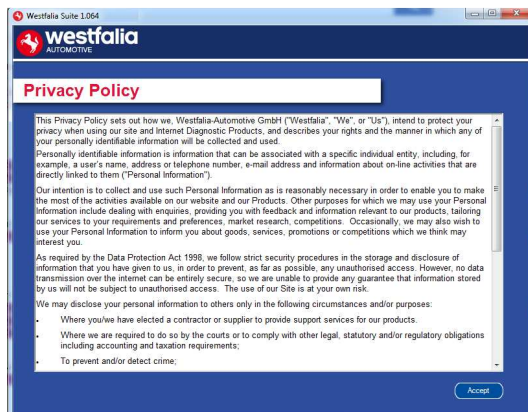 Westfalia Suite 1.064
westfalia
AUTOMOTIVE
Privacy Policy
This Privacy Policy sets out how we, Westfalia-Automotive GmbH ("Westfalia", "We", or "Us"), intend to protect your
privacy when using our site and Internet Diagnostic Products, and describes your rights and the manner in which any of
your personally identifiable information will be collected and used.
Personally identifiable information is information that can be associated with a specific individual entity, including, for
example, a user's name, address or telephone number, e-mail address and information about on-line activities that are
directly linked to them ("Personal Information").
Our intention is to collect and use such Personal Information as is reasonably necessary in order to enable you to make
the most of the activities available on our website and our Products. Other purposes for which we may use your Personal
Information include dealing with enquiries, providing you with feedback and information relevant to our products, tailoring
our services to your requirements and preferences, market research, competitions. Occasionally, we may also wish to
use your Personal Information to inform you about goods, services, promotions or competitions which we think may
interest you.
As required by the Data Protection Act 1998, we follow strict security procedures in the storage and disclosure of
information that you have given to us, in order to prevent, as far as possible, any unauthorised access. However, no data
transmission over the internet can be entirely secure, so we are unable to provide any guarantee that information stored
by us will not be subject to unauthorised access. The use of our Site is at your own risk.
We may disclose your personal information to others only in the following circumstances and/or purposes:
• Where you/we have elected a contractor or supplier to provide support services for our products.
• Where we are required to do so by the courts or to comply with other legal, statutory and/or regulatory obligations
including accounting and taxation requirements;
• To prevent and/or detect crime;
Accept